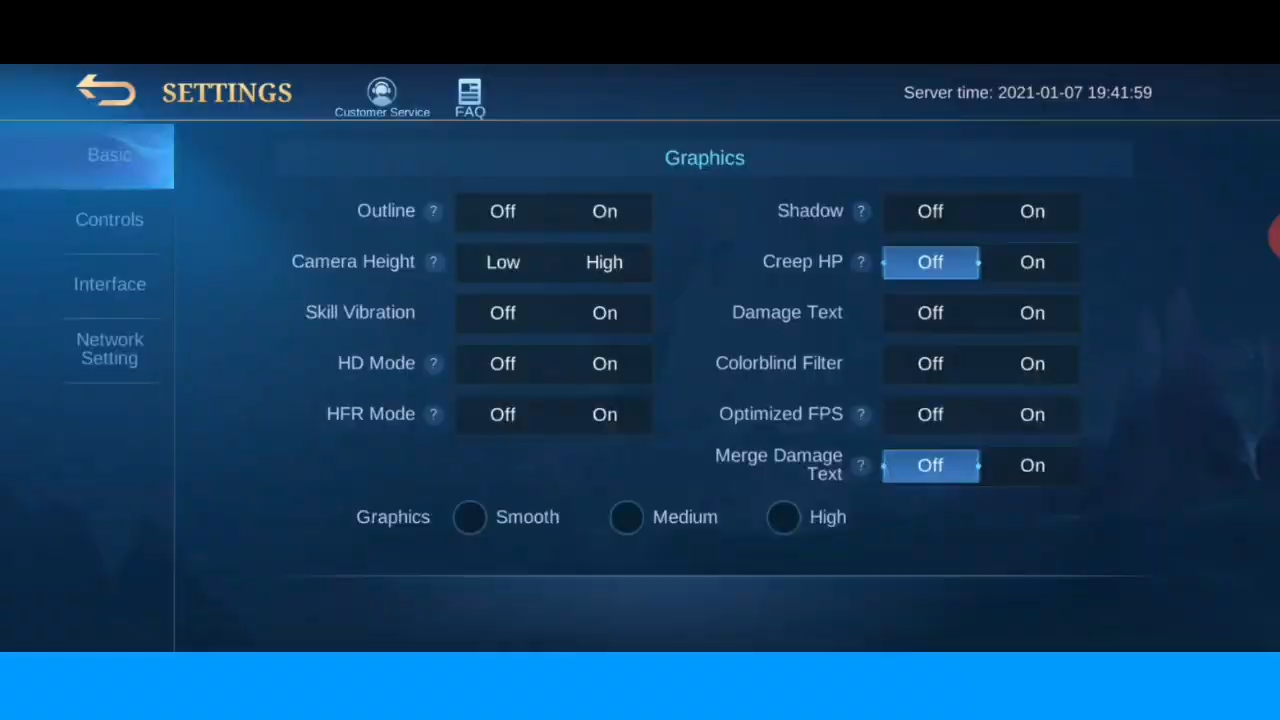 SETTINGS
Customer Service
FAQ
Server time: 2021-01-07 19:41:59
Basic
Controls
Interface
Network
Setting
Graphics
Outline ? Off On
Shadow ? Off On
Camera Height ? Low High
Creep HP ? Off On
Skill Vibration Off On
Damage Text Off On
HD Mode ? Off On
Colorblind Filter Off On
HFR Mode ? Off On
Optimized FPS ? Off On
Merge Damage
Text ? Off On
Graphics Smooth Medium High